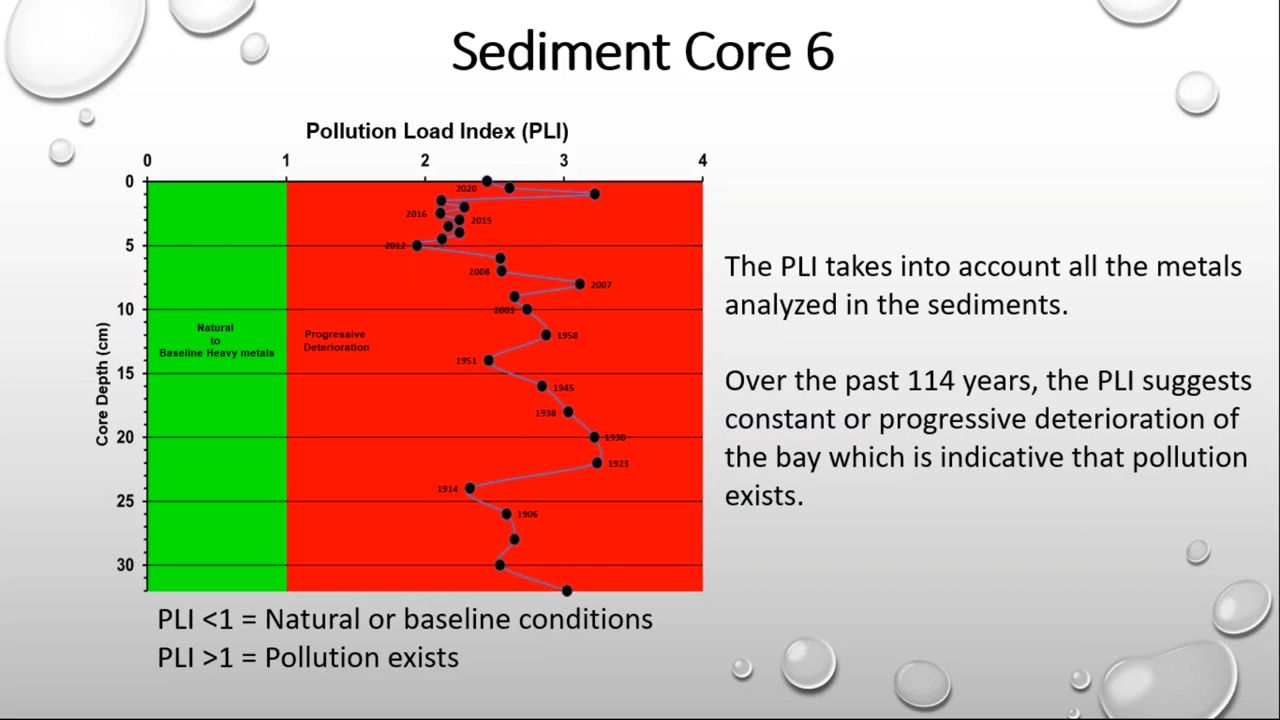 Sediment Core 6
Pollution Load Index (PLI)
0 1 2 3 4
0
2020
2016
2015
5
2012
2008
2007
10
2003
Natural
to
Baseline Heavy metals
Progressive
Deterioration
1958
1951
15
1945
1938
20
1930
1923
1914
25
1906
30
Core Depth (cm)
The PLI takes into account all the metals
analyzed in the sediments.
Over the past 114 years, the PLI suggests
constant or progressive deterioration of
the bay which is indicative that pollution
exists.
PLI <1 = Natural or baseline conditions
PLI >1 = Pollution exists